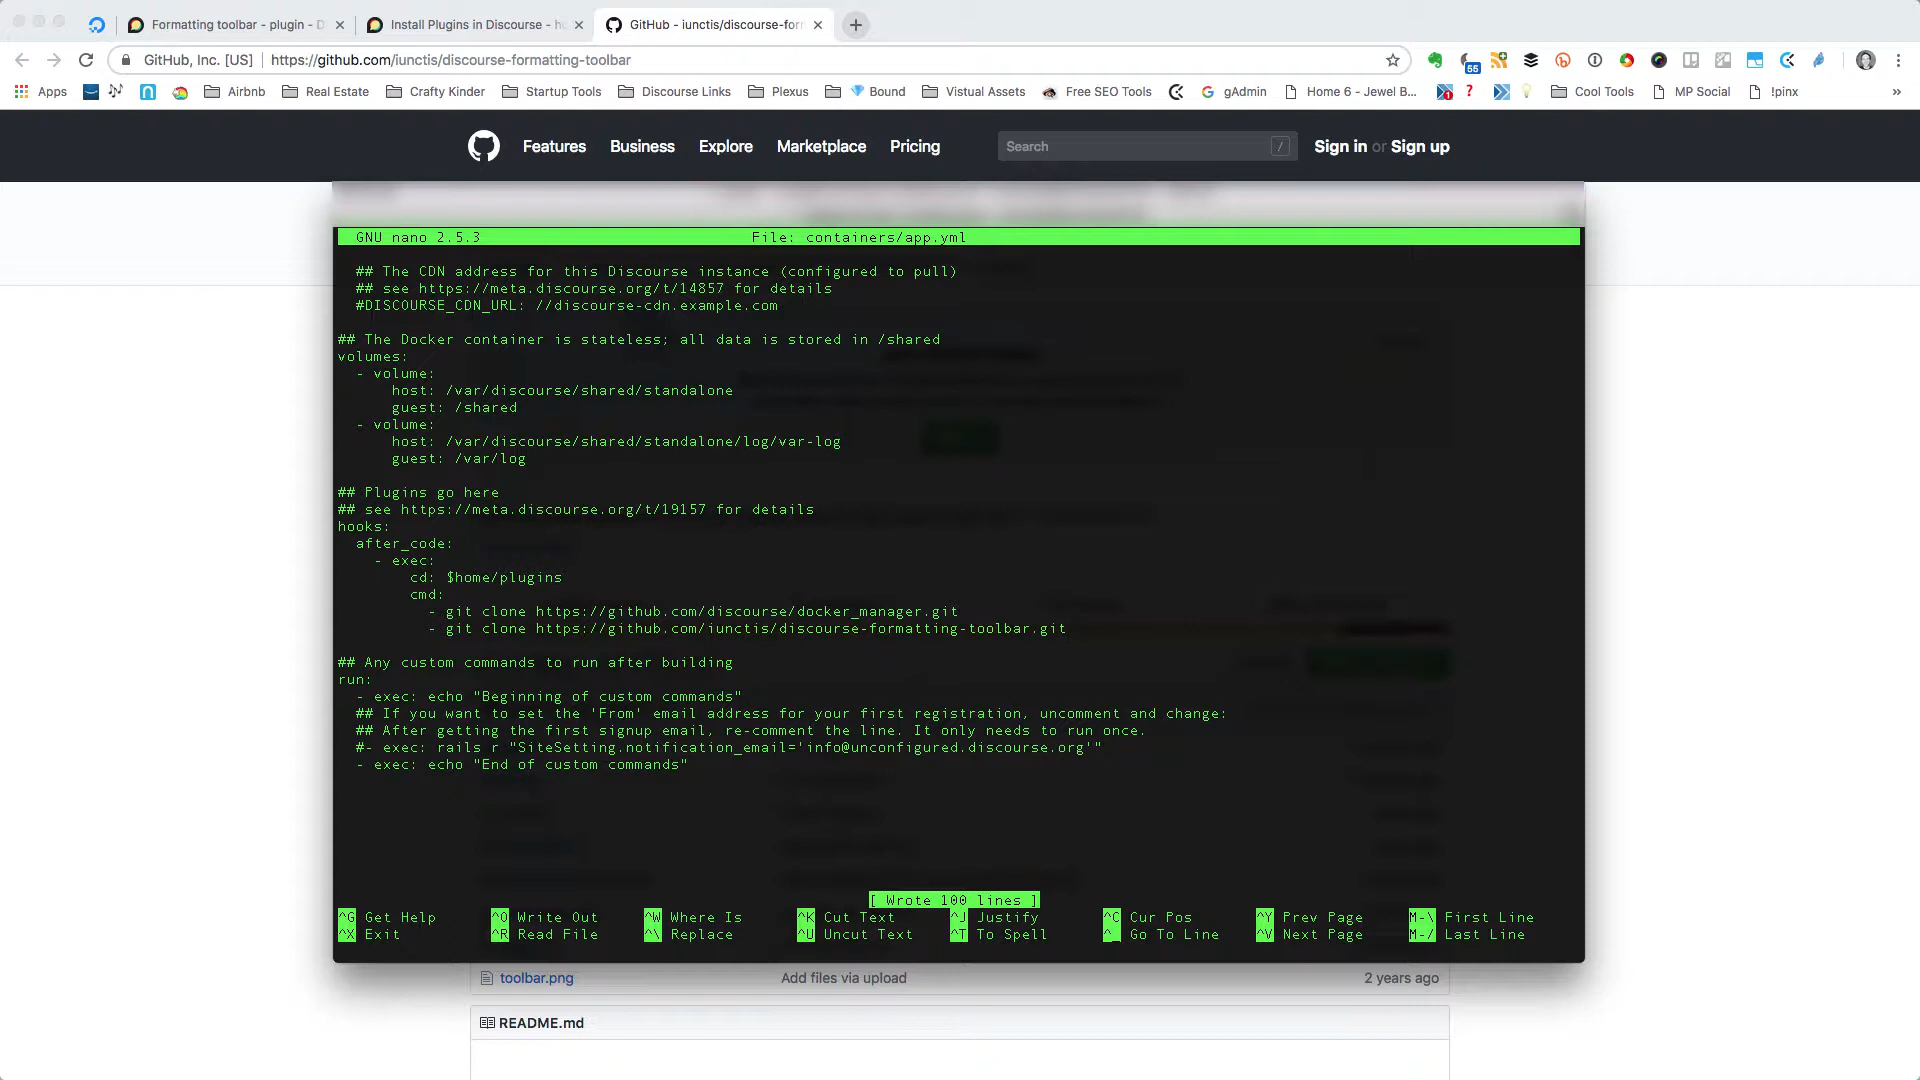 Formatting toolbar - plugin - D
Install Plugins in Discourse - ho
GitHub - iunctis/discourse-form
GitHub, Inc. [US] | https://github.com/iunctis/discourse-formatting-toolbar
55
Apps Airbnb Real Estate Crafty Kinder Startup Tools Discourse Links Plexus Bound Visual Assets Free SEO Tools gAdmin Home 6 - Jewel B... 1 ? Cool Tools MP Social !pinx »
Features Business Explore Marketplace Pricing Search / Sign in or Sign up
GNU nano 2.5.3 File: containers/app.yml
## The CDN address for this Discourse instance (configured to pull)
## see https://meta.discourse.org/t/14857 for details
#DISCOURSE_CDN_URL: //discourse-cdn.example.com
## The Docker container is stateless; all data is stored in /shared
volumes:
- volume:
host: /var/discourse/shared/standalone
guest: /shared
- volume:
host: /var/discourse/shared/standalone/log/var-log
guest: /var/log
## Plugins go here
## see https://meta.discourse.org/t/19157 for details
hooks:
after_code:
- exec:
cd: $home/plugins
cmd:
- git clone https://github.com/discourse/docker_manager.git
- git clone https://github.com/iunctis/discourse-formatting-toolbar.git
## Any custom commands to run after building
run:
- exec: echo "Beginning of custom commands"
## If you want to set the 'From' email address for your first registration, uncomment and change:
## After getting the first signup email, re-comment the line. It only needs to run once.
#- exec: rails r "SiteSetting.notification_email='info@unconfigured.discourse.org'"
- exec: echo "End of custom commands"
[ Wrote 100 lines ]
^G Get Help ^O Write Out ^W Where Is ^K Cut Text ^J Justify ^C Cur Pos ^Y Prev Page M-\ First Line
^X Exit ^R Read File ^\ Replace ^U Uncut Text ^T To Spell ^_ Go To Line ^V Next Page M-/ Last Line
toolbar.png Add files via upload 2 years ago
README.md